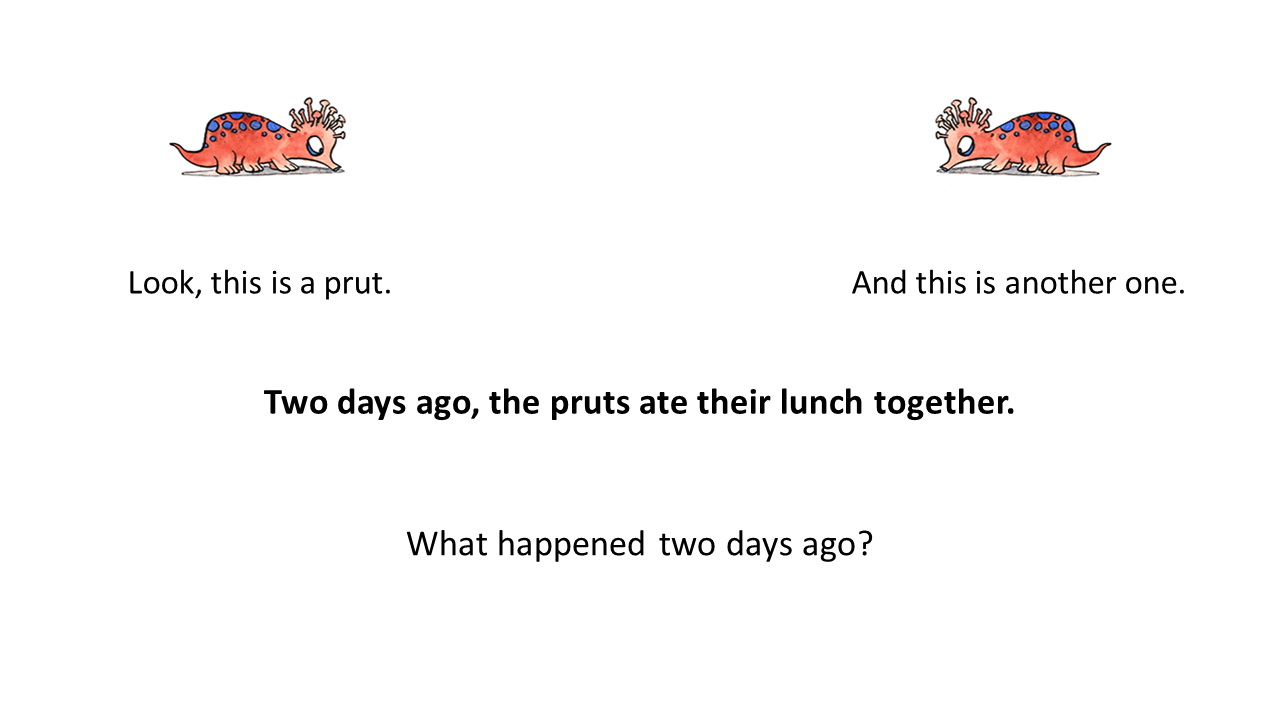 Look, this is a prut.
And this is another one.
Two days ago, the pruts ate their lunch together.
What happened two days ago?